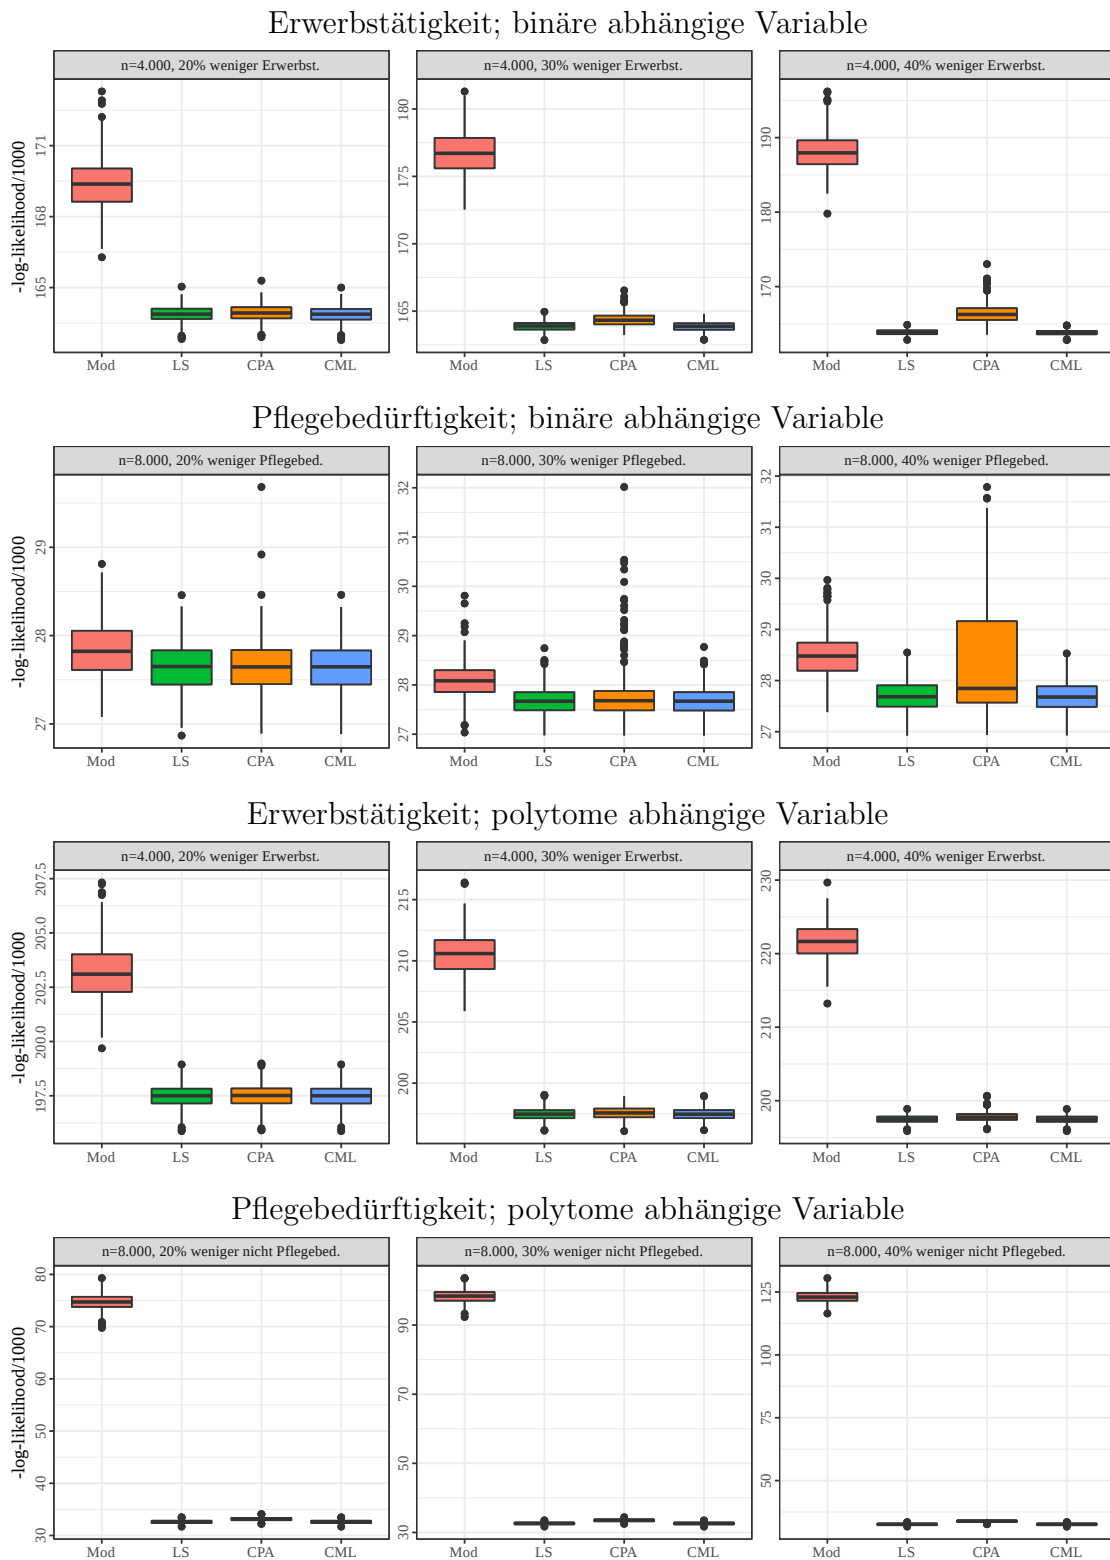 Erwerbstätigkeit; binäre abhängige Variable
n=4.000, 20% weniger Erwerbst.
n=4.000, 30% weniger Erwerbst.
n=4.000, 40% weniger Erwerbst.
-log-likelihood/1000
171
168
165
180
175
170
165
190
180
170
Mod LS CPA CML
Mod LS CPA CML
Mod LS CPA CML
Pflegebedürftigkeit; binäre abhängige Variable
n=8.000, 20% weniger Pflegebed.
n=8.000, 30% weniger Pflegebed.
n=8.000, 40% weniger Pflegebed.
-log-likelihood/1000
29
28
27
32
31
30
29
28
27
32
31
30
29
28
27
Mod LS CPA CML
Mod LS CPA CML
Mod LS CPA CML
Erwerbstätigkeit; polytome abhängige Variable
n=4.000, 20% weniger Erwerbst.
n=4.000, 30% weniger Erwerbst.
n=4.000, 40% weniger Erwerbst.
-log-likelihood/1000
207.5
205.0
202.5
200.0
197.5
215
210
205
200
230
220
210
200
Mod LS CPA CML
Mod LS CPA CML
Mod LS CPA CML
Pflegebedürftigkeit; polytome abhängige Variable
n=8.000, 20% weniger nicht Pflegebed.
n=8.000, 30% weniger nicht Pflegebed.
n=8.000, 40% weniger nicht Pflegebed.
-log-likelihood/1000
80
70
60
50
40
30
90
70
50
30
125
100
75
50
Mod LS CPA CML
Mod LS CPA CML
Mod LS CPA CML